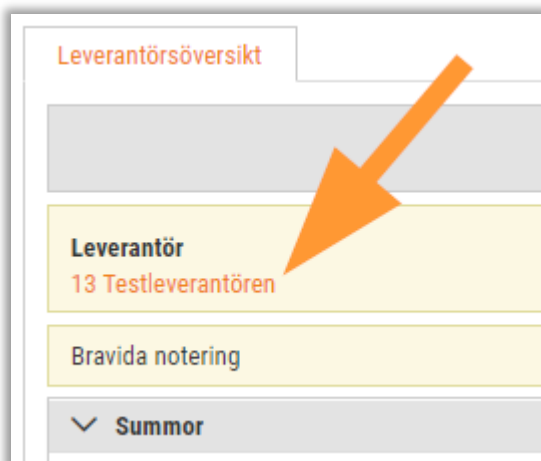 Leverantörsöversikt
Leverantör
13 Testleverantören
Bravida notering
Summor